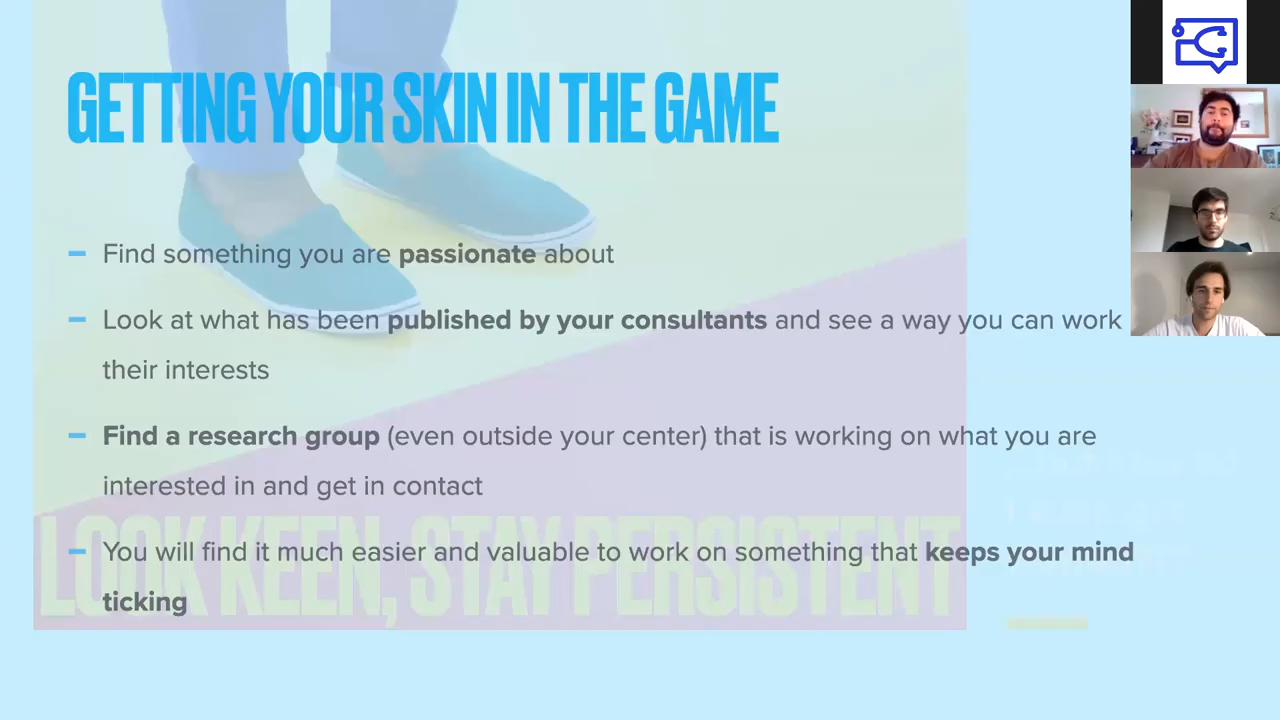 GETTING YOUR SKIN IN THE GAME
Find something you are passionate about
Look at what has been published by your consultants and see a way you can work
their interests
Find a research group (even outside your center) that is working on what you are
interested in and get in contact
You will find it much easier and valuable to work on something that keeps your mind
ticking
LOOK KEEN, STAY PERSISTENT